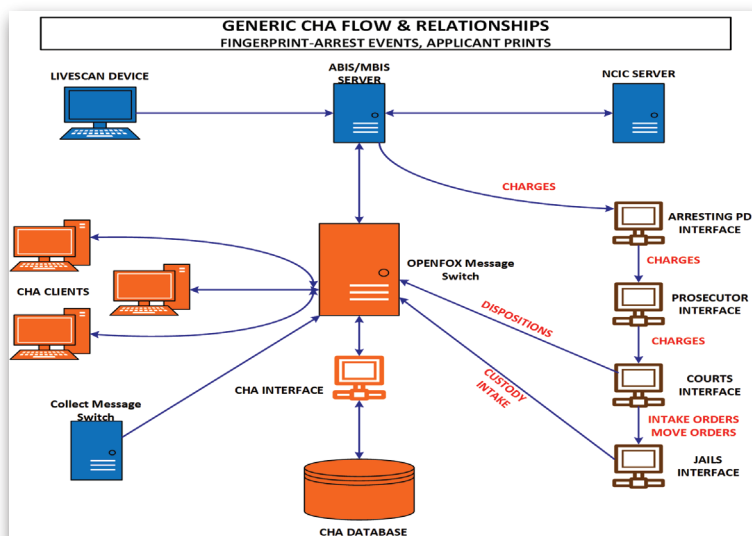 GENERIC CHA FLOW & RELATIONSHIPS
FINGERPRINT-ARREST EVENTS, APPLICANT PRINTS
LIVESCAN DEVICE
ABIS/MBIS
SERVER
NCIC SERVER
CHARGES
ARRESTING PD
INTERFACE
CHARGES
OPENFOX Message
Switch
CHA CLIENTS
PROSECUTOR
INTERFACE
DISPOSITIONS
CHARGES
CUSTODY
INTAKE
CHA INTERFACE
COURTS
INTERFACE
Collect Message
Switch
INTAKE ORDERS
MOVE ORDERS
JAILS
INTERFACE
CHA DATABASE